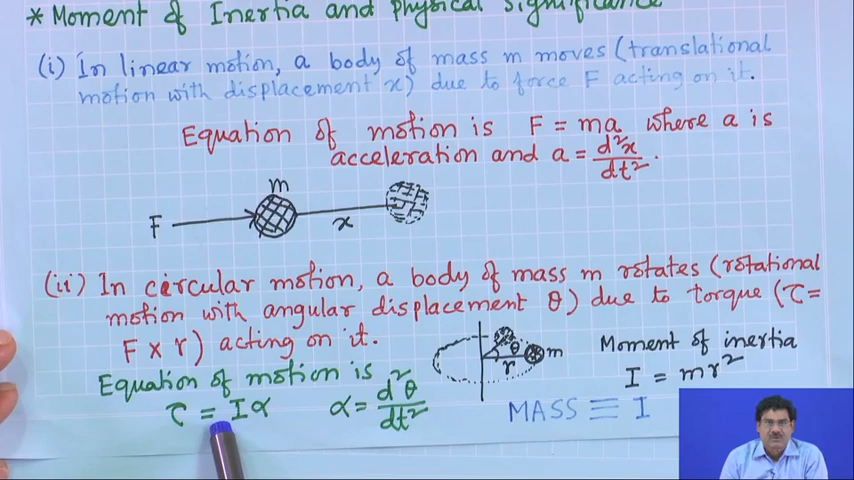 * Moment of Inertia and physical significance
(i) In linear motion, a body of mass m moves (translational
motion with displacement x) due to force F acting on it.
Equation of motion is F = ma where a is
acceleration and a = d²x/dt².
m
F
x
(ii) In circular motion, a body of mass m rotates (rotational
motion with angular displacement θ) due to torque (τ =
F × r) acting on it.
θ
m
r
Moment of inertia
I = mr²
Equation of motion is
τ = Iα α = d²θ/dt²
MASS ≡ I